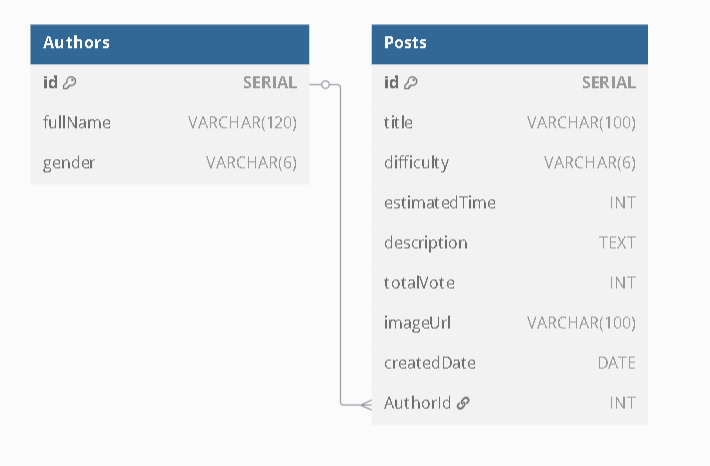 Authors
id SERIAL
fullName VARCHAR(120)
gender VARCHAR(6)
Posts
id SERIAL
title VARCHAR(100)
difficulty VARCHAR(6)
estimatedTime INT
description TEXT
totalVote INT
imageUrl VARCHAR(100)
createdDate DATE
AuthorId INT